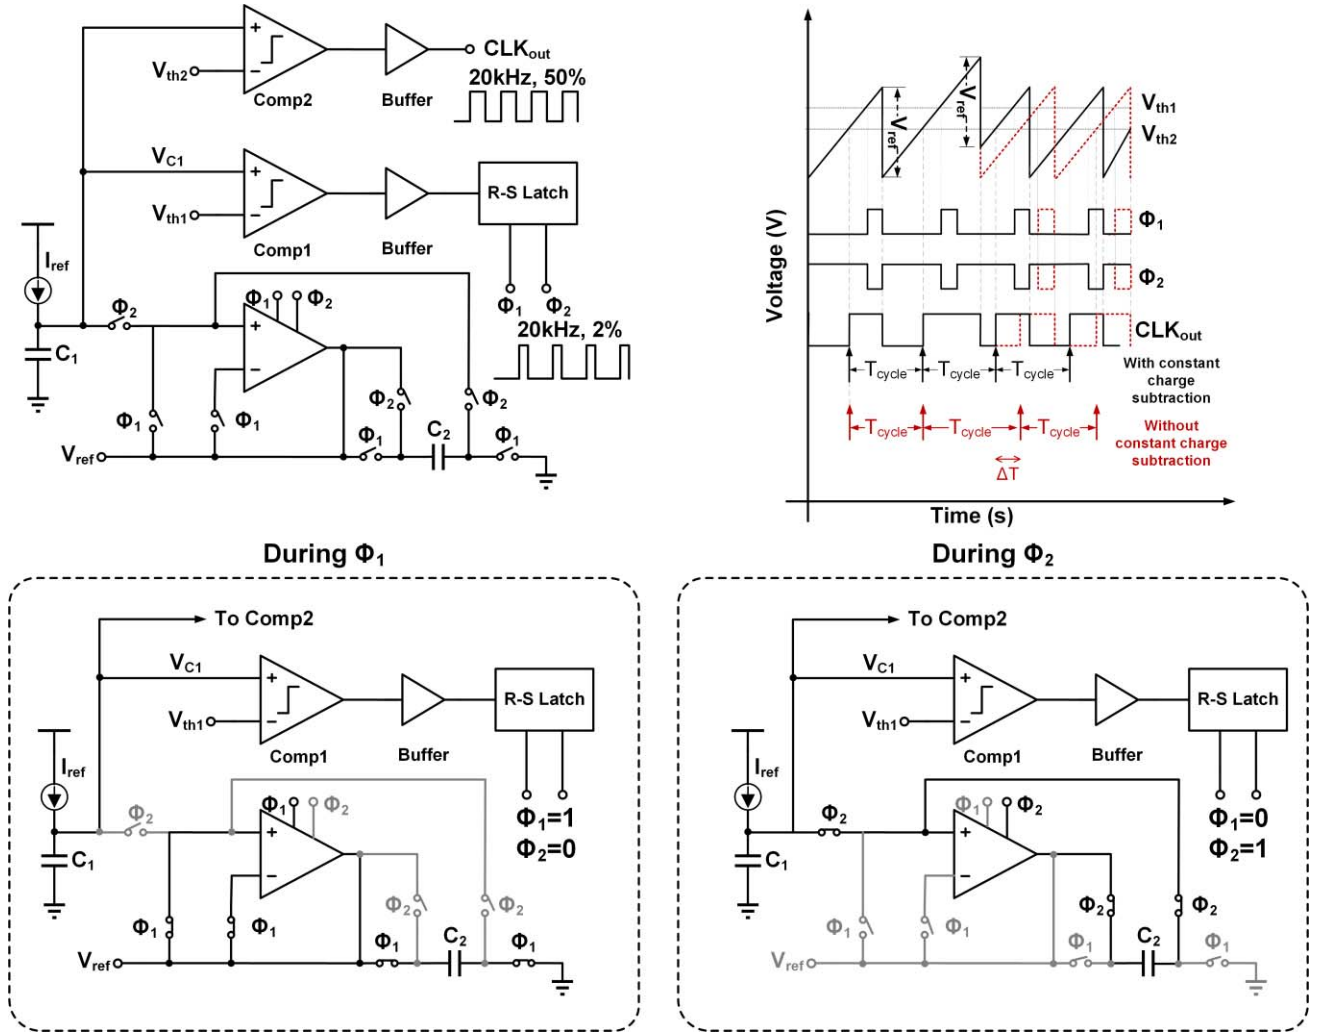 CLKout
Vth2
20kHz, 50%
Comp2
Buffer
VC1
R-S Latch
Vth1
Comp1
Buffer
Iref
Φ2
Φ1
Φ2
Φ1
Φ2
20kHz, 2%
C1
Φ2
Φ2
Φ1
Φ1
Φ1
C2
Φ1
Vref
Voltage (V)
Vref
Vref
Vth1
Vth2
Φ1
Φ2
CLKout
Tcycle
Tcycle
Tcycle
With constant
charge
subtraction
Tcycle
Tcycle
Tcycle
Without
constant charge
subtraction
ΔT
Time (s)
During Φ1
To Comp2
VC1
R-S Latch
Vth1
Comp1
Buffer
Iref
Φ2
Φ1
Φ2
Φ1=1
Φ2=0
C1
Φ2
Φ2
Φ1
Φ1
Φ1
C2
Φ1
Vref
During Φ2
To Comp2
VC1
R-S Latch
Vth1
Comp1
Buffer
Iref
Φ2
Φ1
Φ2
Φ1=0
Φ2=1
C1
Φ2
Φ2
Φ1
Φ1
Φ1
C2
Φ1
Vref